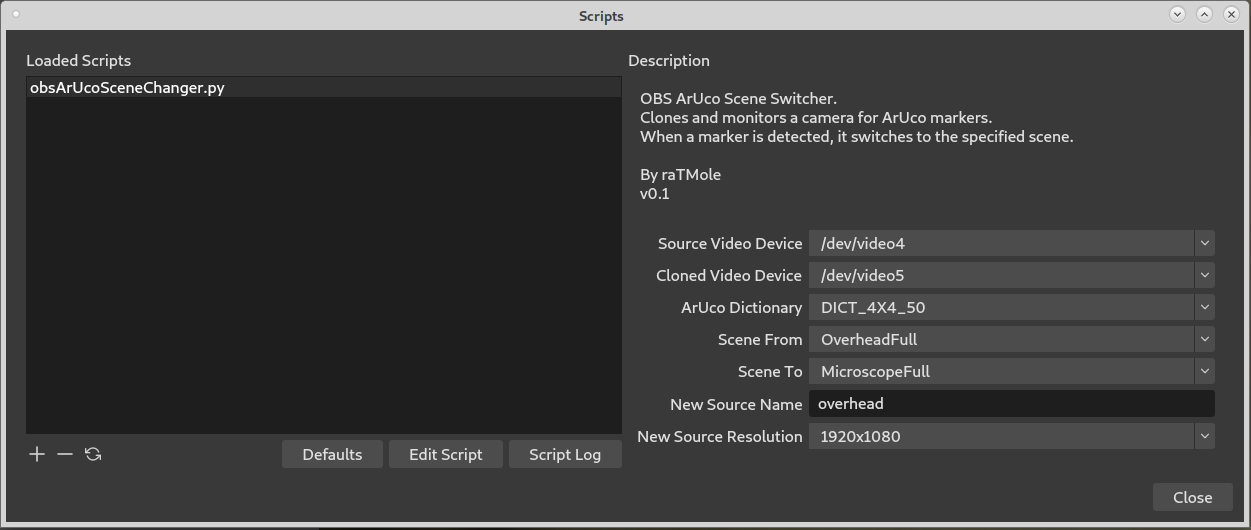 Scripts
Loaded Scripts
obsArUcoSceneChanger.py
Defaults
Edit Script
Script Log
Description
OBS ArUco Scene Switcher.
Clones and monitors a camera for ArUco markers.
When a marker is detected, it switches to the specified scene.
By raTMole
v0.1
Source Video Device /dev/video4
Cloned Video Device /dev/video5
ArUco Dictionary DICT_4X4_50
Scene From OverheadFull
Scene To MicroscopeFull
New Source Name overhead
New Source Resolution 1920x1080
Close